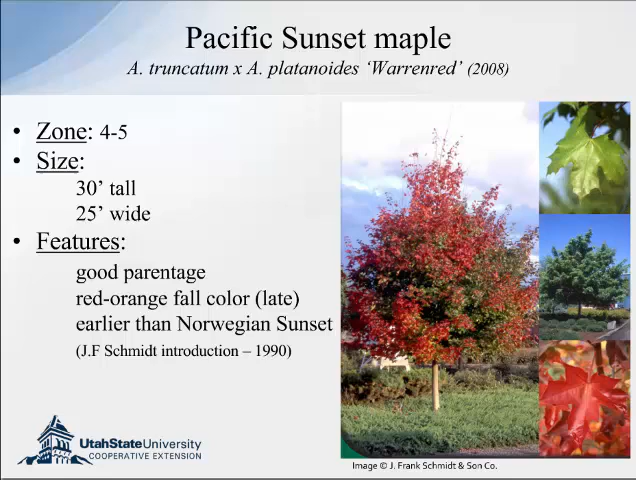 Pacific Sunset maple
A. truncatum x A. platanoides ‘Warrenred’ (2008)
• Zone: 4-5
• Size:
30’ tall
25’ wide
• Features:
good parentage
red-orange fall color (late)
earlier than Norwegian Sunset
(J.F Schmidt introduction – 1990)
UtahStateUniversity
COOPERATIVE EXTENSION
Image © J. Frank Schmidt & Son Co.